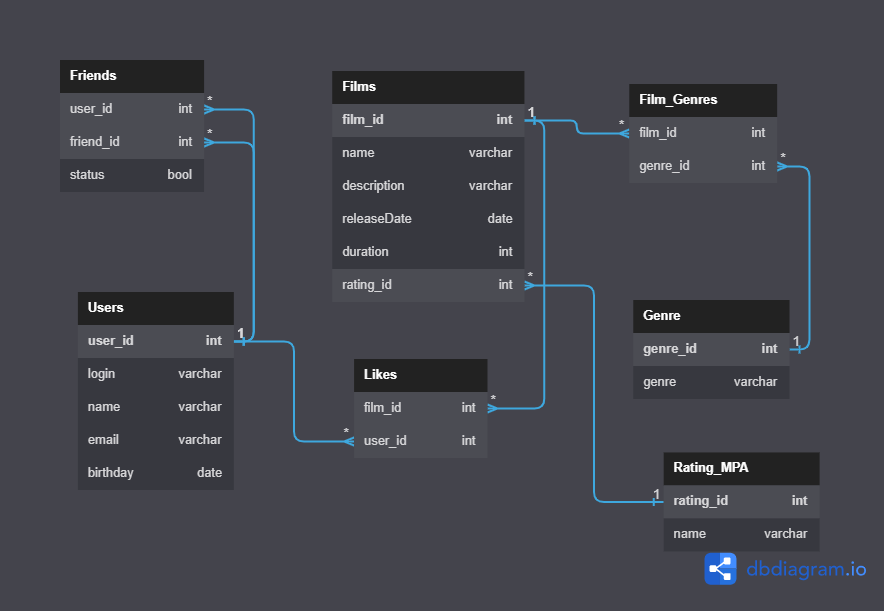 Friends
user_id int
friend_id int
status bool
Users
user_id int
login varchar
name varchar
email varchar
birthday date
Films
film_id int
name varchar
description varchar
releaseDate date
duration int
rating_id int
Likes
film_id int
user_id int
Film_Genres
film_id int
genre_id int
Genre
genre_id int
genre varchar
Rating_MPA
rating_id int
name varchar
*
*
1
*
1
*
*
*
*
1
1
dbdiagram.io